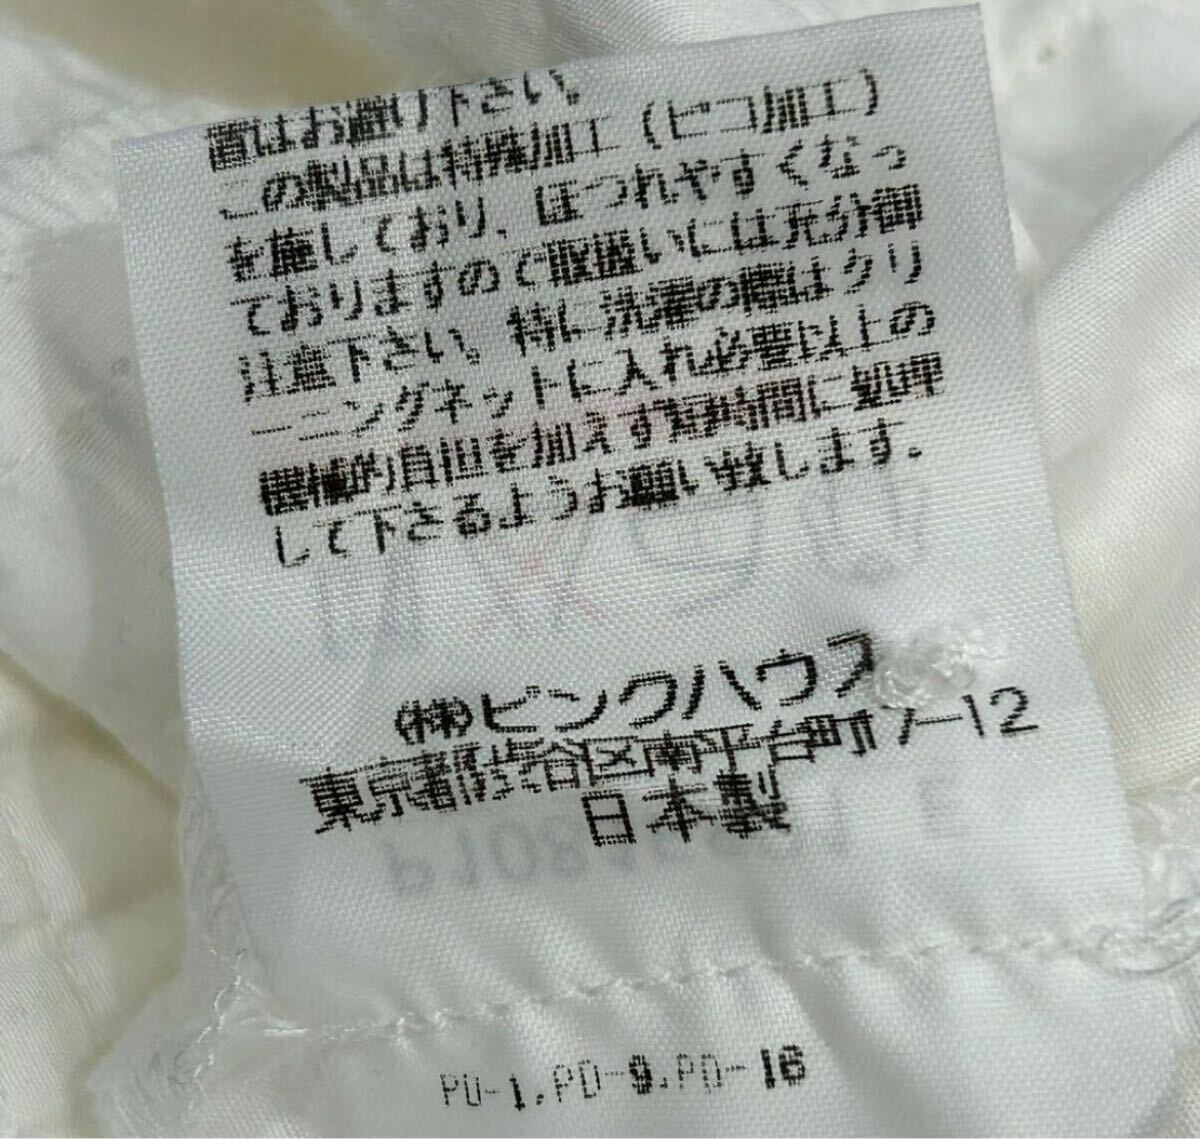 置はお避け下さい。
この製品は特殊加工（ピコ加工）
を施しており、ほつれやすくなっ
ておりますので取扱いには充分御
注意下さい。特に洗濯の際はクリ
ーニングネットに入れ必要以上の
機械的負担を加えず短時間に処理
して下さるようお願い致します。
㈱ピンクハウス
東京都渋谷区南平台町7-12
日本製
PD-1,PD-9,PD-16